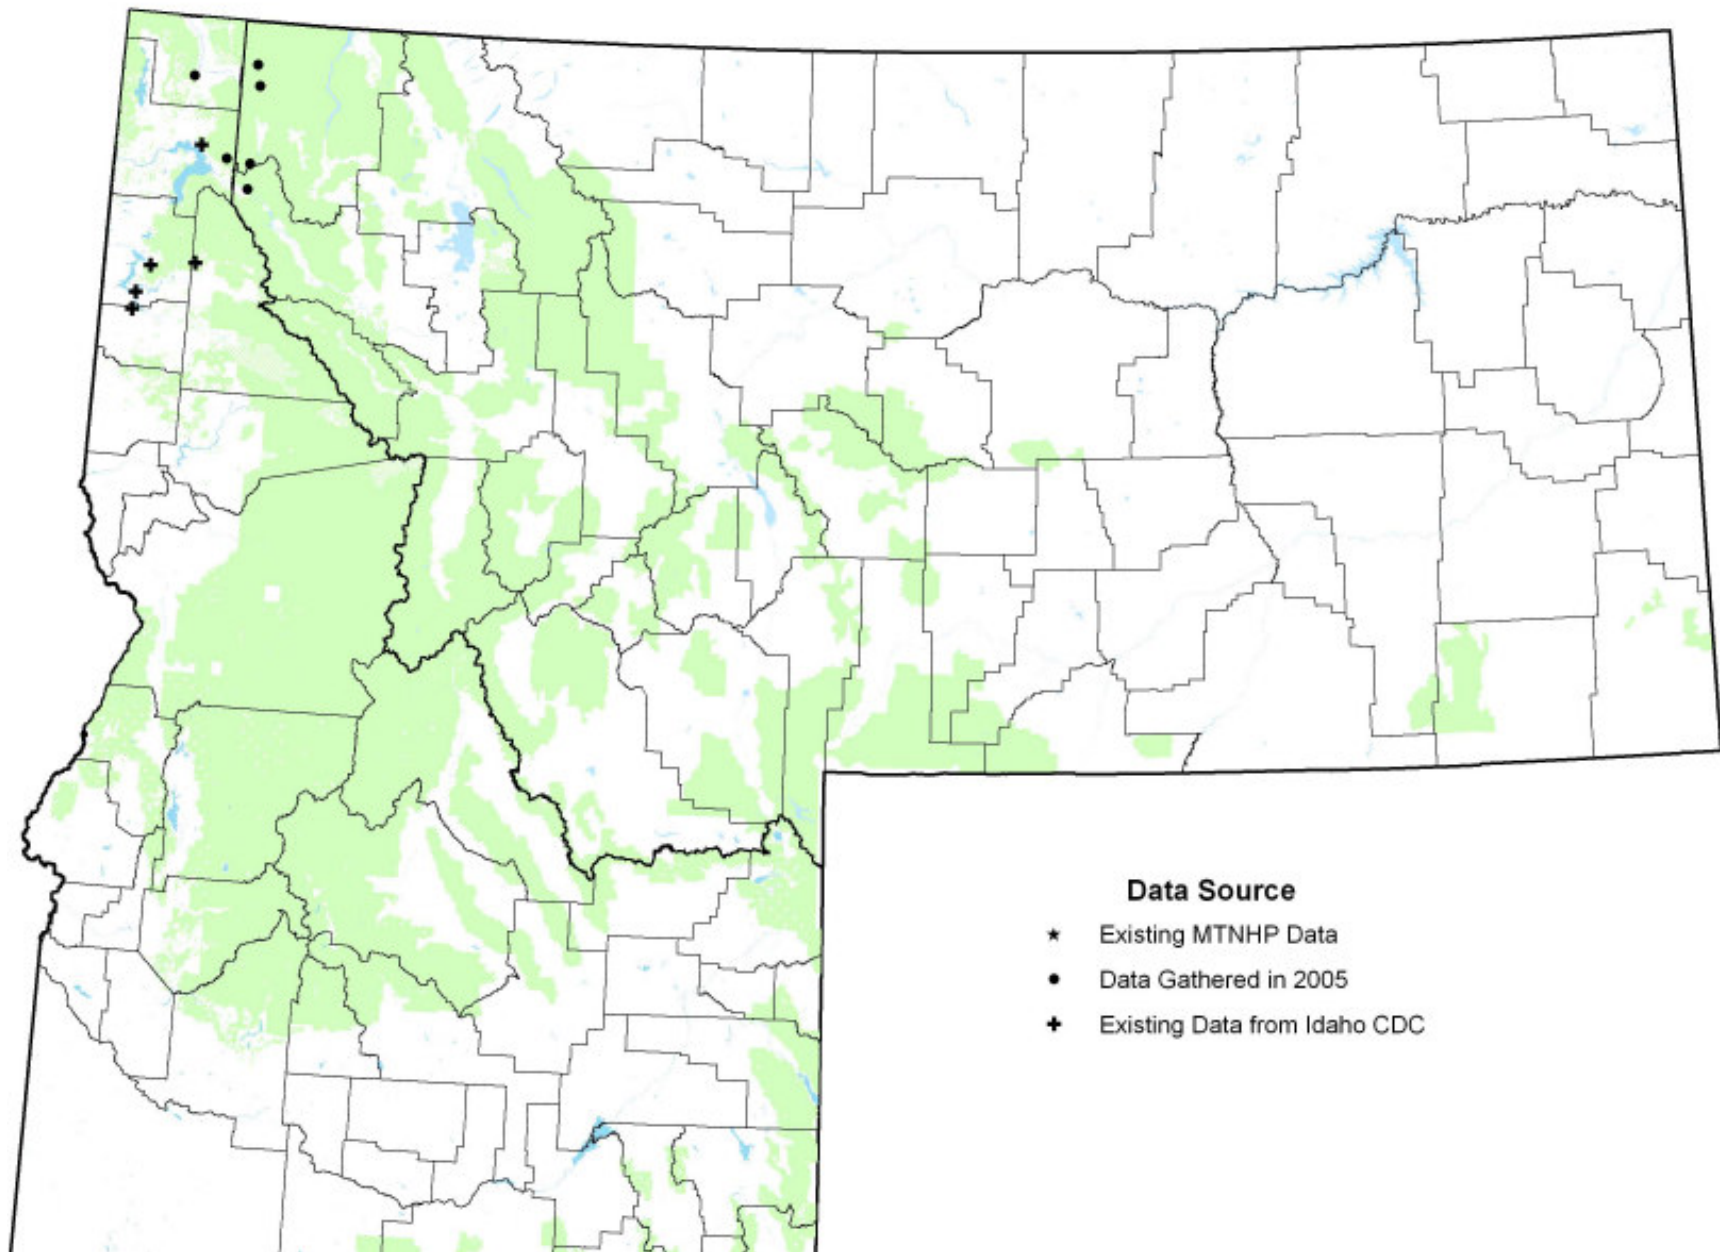 Data Source
Existing MTNHP Data
Data Gathered in 2005
Existing Data from Idaho CDC